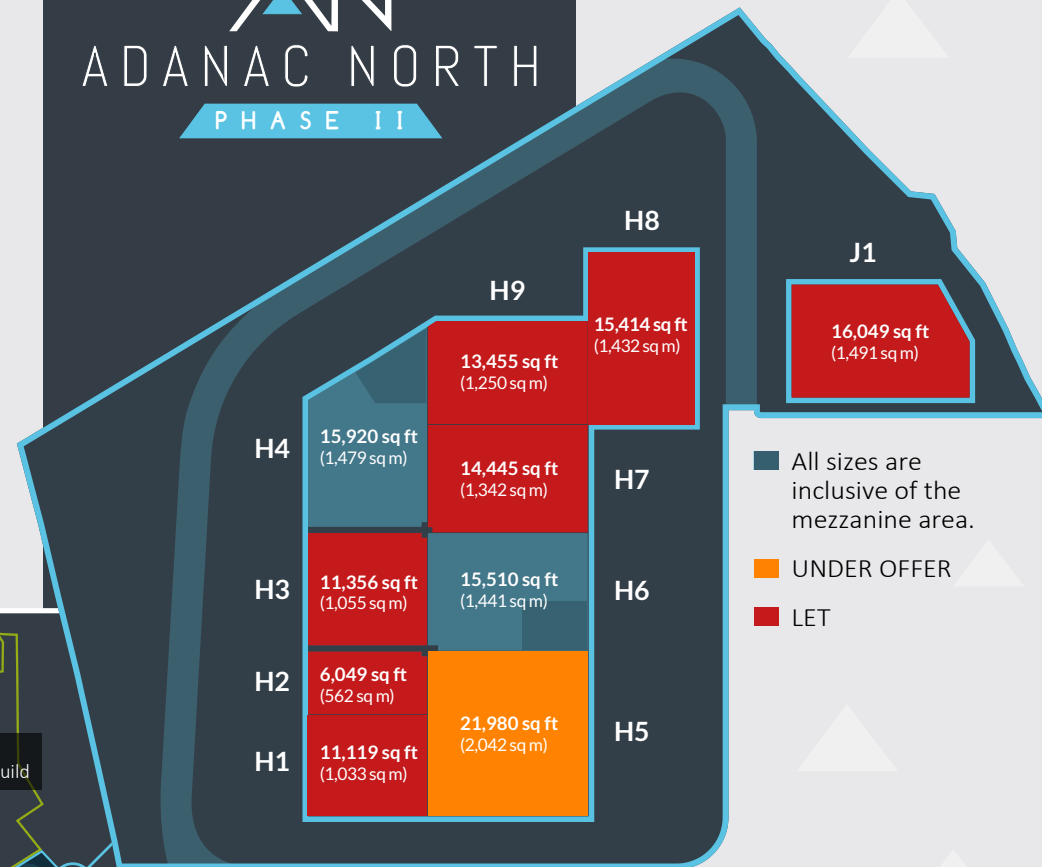 ADANAC NORTH
PHASE II
H8
J1
H9
15,414 sq ft
(1,432 sq m)
16,049 sq ft
(1,491 sq m)
13,455 sq ft
(1,250 sq m)
H4
15,920 sq ft
(1,479 sq m)
14,445 sq ft
(1,342 sq m)
H7
All sizes are
inclusive of the
mezzanine area.
UNDER OFFER
LET
H3
11,356 sq ft
(1,055 sq m)
15,510 sq ft
(1,441 sq m)
H6
H2
6,049 sq ft
(562 sq m)
21,980 sq ft
(2,042 sq m)
H5
H1
11,119 sq ft
(1,033 sq m)
uild